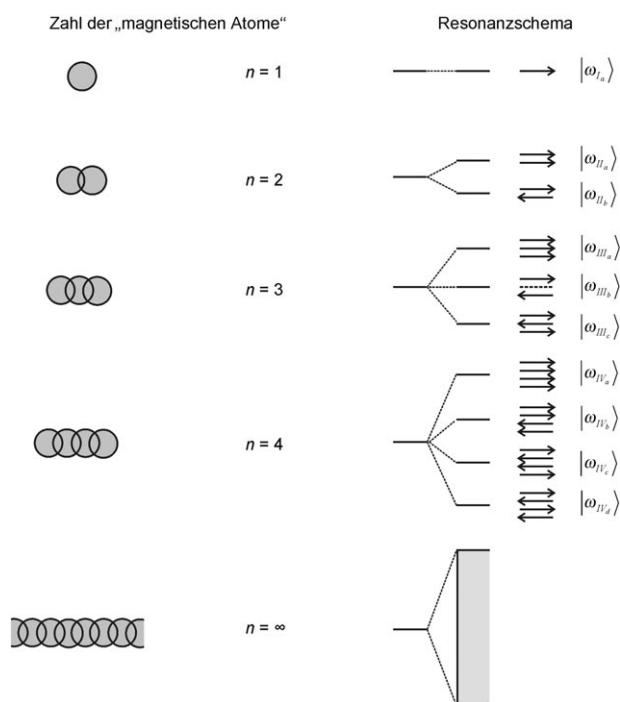 Zahl der „magnetischen Atome“ Resonanzschema
n = 1 |ω_{I_a}⟩
n = 2 |ω_{II_a}⟩
|ω_{II_b}⟩
n = 3 |ω_{III_a}⟩
|ω_{III_b}⟩
|ω_{III_c}⟩
n = 4 |ω_{IV_a}⟩
|ω_{IV_b}⟩
|ω_{IV_c}⟩
|ω_{IV_d}⟩
n = ∞